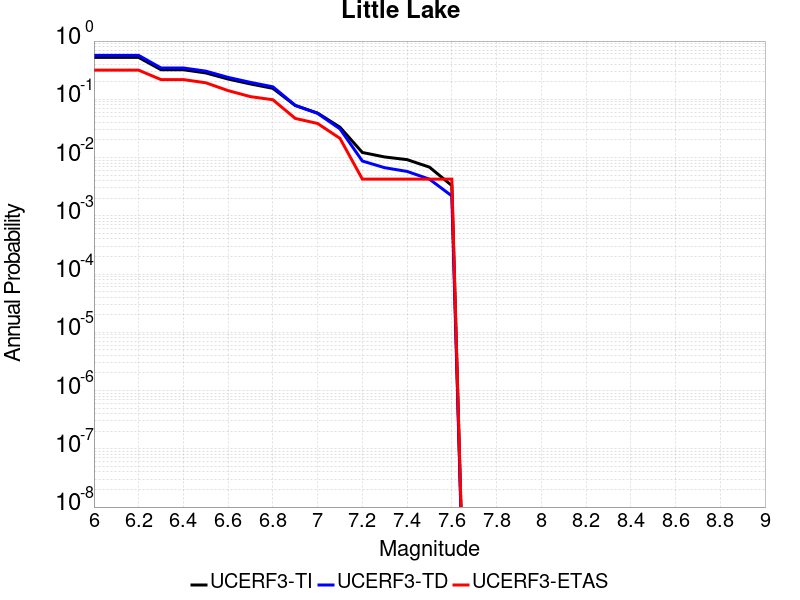 Little Lake
10^0
10^-1
10^-2
10^-3
10^-4
10^-5
10^-6
10^-7
10^-8
Annual Probability
6 6.2 6.4 6.6 6.8 7 7.2 7.4 7.6 7.8 8 8.2 8.4 8.6 8.8 9
Magnitude
UCERF3-TI UCERF3-TD UCERF3-ETAS